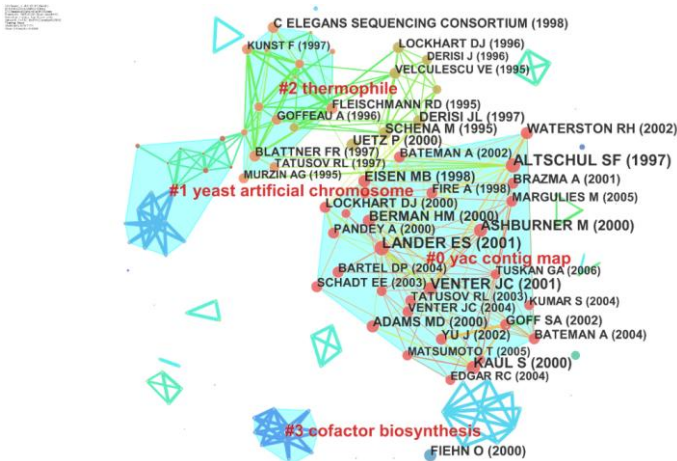 C ELEGANS SEQUENCING CONSORTIUM (1998)
KUNST F (1997)
LOCKHART DJ (1996)
DERISI J (1996)
VELCULESCU VE (1995)
#2 thermophile
FLEISCHMANN RD (1995)
GOFFEAU A (1996)
DERISI JL (1997)
SCHENA M (1995)
WATERSTON RH (2002)
UETZ P (2000)
BLATTNER FR (1997)
BATEMAN A (2002)
TATUSOV RL (1997)
ALTSCHUL SF (1997)
MURZIN AG (1995)
EISEN MB (1998)
BRAZMA A (2001)
#1 yeast artificial chromosome
FIRE A (1998)
MARGULIES M (2005)
LOCKHART DJ (2000)
BERMAN HM (2000)
PANDEY A (2000)
ASHBURNER M (2000)
LANDER ES (2001)
#0 yac contig map
BARTEL DP (2004)
TUSKAN GA (2006)
SCHADT EE (2003)
VENTER JC (2001)
TATUSOV RL (2003)
KUMAR S (2004)
VENTER JC (2004)
ADAMS MD (2000)
GOFF SA (2002)
YU J (2002)
BATEMAN A (2004)
MATSUMOTO T (2005)
KAUL S (2000)
EDGAR RC (2004)
#3 cofactor biosynthesis
FIEHN O (2000)